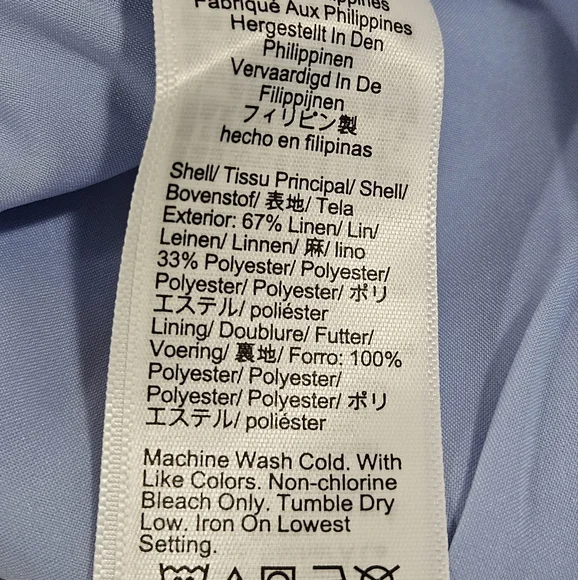 Fabriqué Aux Philippines
Hergestellt In Den
Philippinen
Vervaardigd In De
Filippijnen
フィリピン製
hecho en filipinas
Shell/ Tissu Principal/ Shell/
Bovenstof/ 表地/ Tela
Exterior: 67% Linen/ Lin/
Leinen/ Linnen/ 麻/ lino
33% Polyester/ Polyester/
Polyester/ Polyester/ ポリ
エステル/ poliéster
Lining/ Doublure/ Futter/
Voering/ 裏地/ Forro: 100%
Polyester/ Polyester/
Polyester/ Polyester/ ポリ
エステル/ poliéster
Machine Wash Cold. With
Like Colors. Non-chlorine
Bleach Only. Tumble Dry
Low. Iron On Lowest
Setting.